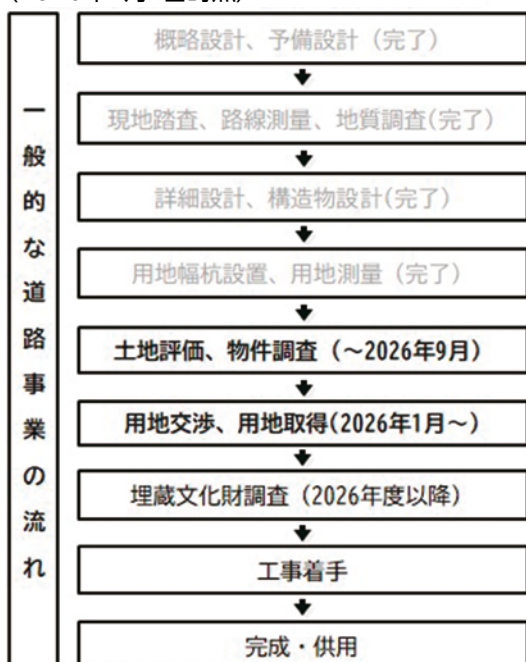 一般的な道路事業の流れ
概略設計、予備設計（完了）
現地踏査、路線測量、地質調査(完了）
詳細設計、構造物設計(完了）
用地幅杭設置、用地測量（完了）
土地評価、物件調査（～2026年9月）
用地交渉、用地取得(2026年1月～）
埋蔵文化財調査（2026年度以降）
工事着手
完成・供用